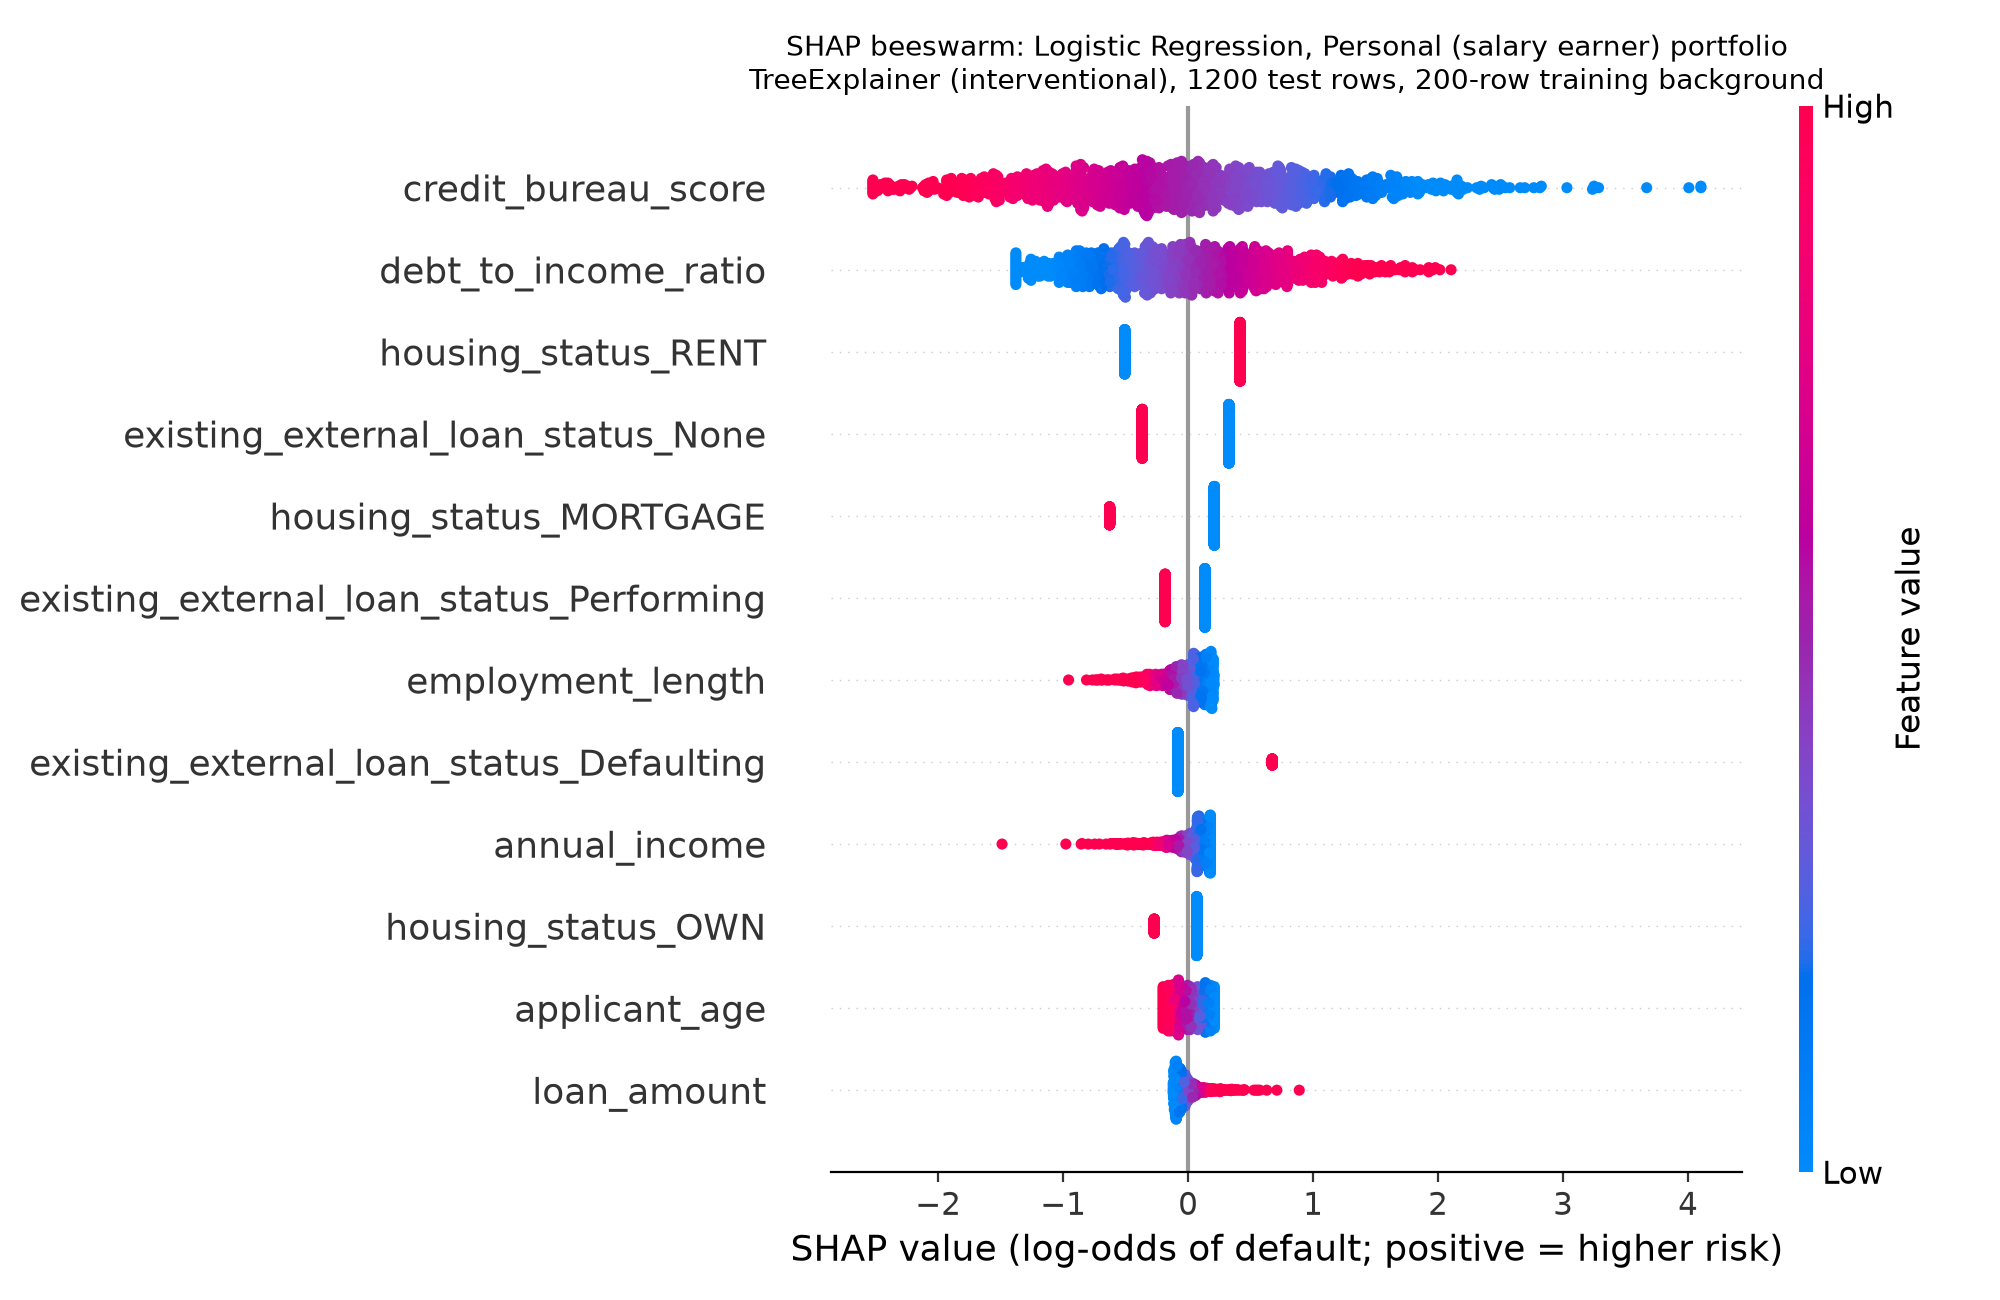 SHAP beeswarm: Logistic Regression, Personal (salary earner) portfolio
TreeExplainer (interventional), 1200 test rows, 200-row training background
High
credit_bureau_score
debt_to_income_ratio
housing_status_RENT
existing_external_loan_status_None
housing_status_MORTGAGE
existing_external_loan_status_Performing
employment_length
existing_external_loan_status_Defaulting
annual_income
housing_status_OWN
applicant_age
loan_amount
Feature value
Low
−2 −1 0 1 2 3 4
SHAP value (log-odds of default; positive = higher risk)